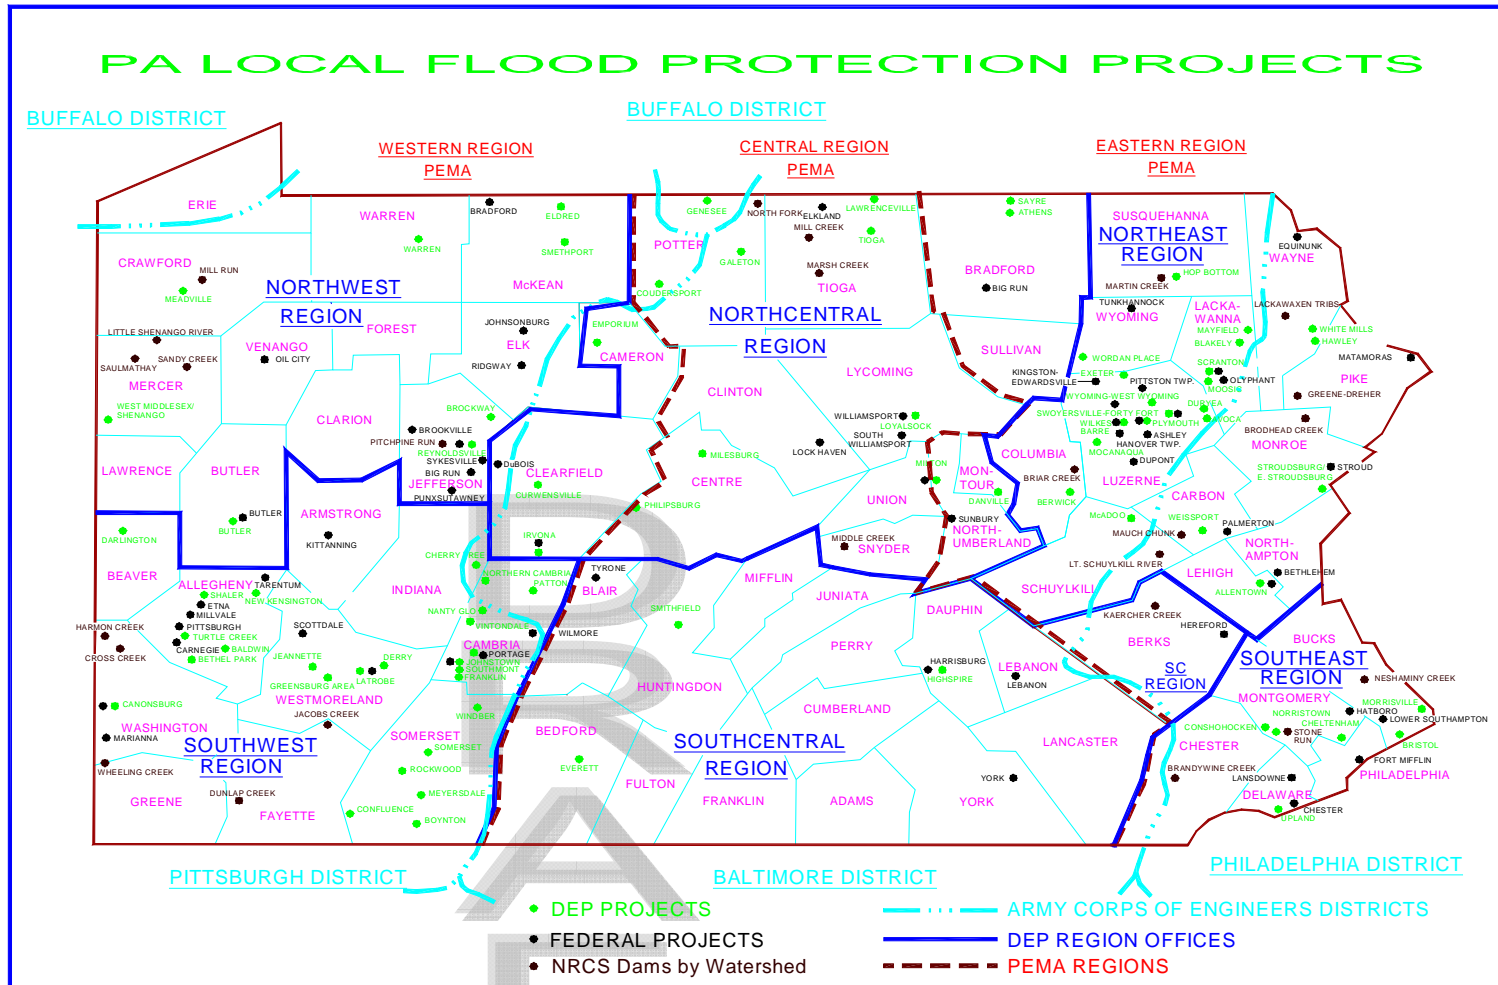 PA LOCAL FLOOD PROTECTION PROJECTS
BUFFALO DISTRICT
BUFFALO DISTRICT
WESTERN REGION
PEMA
CENTRAL REGION
PEMA
EASTERN REGION
PEMA
ERIE
WARREN
BRADFORD
ELDRED
WARREN
SMETHPORT
McKEAN
CRAWFORD
MILL RUN
MEADVILLE
NORTHWEST
REGION
FOREST
LITTLE SHENANGO RIVER
SANDY CREEK
SAULMATHAY
MERCER
VENANGO
OIL CITY
WEST MIDDLESEX/
SHENANGO
JOHNSONBURG
ELK
RIDGWAY
EMPORIUM
CAMERON
CLARION
BROCKWAY
BROOKVILLE
PITCHPINE RUN
REYNOLDSVILLE
SYKESVILLE
BIG RUN
JEFFERSON
PUNXSUTAWNEY
DuBOIS
CLEARFIELD
CURWENSVILLE
LAWRENCE
BUTLER
BUTLER
BUTLER
ARMSTRONG
KITTANNING
DARLINGTON
BEAVER
GENESEE
NORTH FORK
ELKLAND
MILL CREEK
LAWRENCEVILLE
TIOGA
POTTER
GALETON
COUDERSPORT
MARSH CREEK
TIOGA
NORTHCENTRAL
REGION
CLINTON
LYCOMING
WILLIAMSPORT
LOYALSOCK
SOUTH
WILLIAMSPORT
LOCK HAVEN
MILESBURG
CENTRE
PHILIPSBURG
UNION
MILTON
MON-
TOUR
DANVILLE
SUNBURY
NORTH-
UMBERLAND
MIDDLE CREEK
SNYDER
SAYRE
ATHENS
BRADFORD
BIG RUN
SULLIVAN
SUSQUEHANNA
NORTHEAST
REGION
HOP BOTTOM
MARTIN CREEK
TUNKHANNOCK
WYOMING
LACKA-
WANNA
MAYFIELD
BLAKELY
EQUINUNK
WAYNE
LACKAWAXEN TRIBS
WHITE MILLS
HAWLEY
MATAMORAS
PIKE
GREENE-DREHER
BRODHEAD CREEK
MONROE
STROUDSBURG/
E. STROUDSBURG
STROUD
WORDAN PLACE
EXETER
KINGSTON-
EDWARDSVILLE
SCRANTON
OLYPHANT
MOOSIC
PITTSTON TWP.
WYOMING-WEST WYOMING
DURYEA
AVOCA
SWOYERSVILLE-FORTY FORT
WILKES
BARRE
PLYMOUTH
ASHLEY
HANOVER TWP.
MOCANAQUA
DUPONT
COLUMBIA
BRIAR CREEK
BERWICK
LUZERNE
CARBON
McADOO
WEISSPORT
PALMERTON
MAUCH CHUNK
NORTH-
AMPTON
LT. SCHUYLKILL RIVER
LEHIGH
BETHLEHEM
ALLENTOWN
SCHUYLKILL
KAERCHER CREEK
BERKS
HEREFORD
BUCKS
SC
REGION
SOUTHEAST
REGION
NESHAMINY CREEK
MONTGOMERY
MORRISVILLE
HATBORO
LOWER SOUTHAMPTON
NORRISTOWN
CHELTENHAM
CONSHOHOCKEN
STONE
RUN
BRISTOL
CHESTER
FORT MIFFLIN
PHILADELPHIA
BRANDYWINE CREEK
LANSDOWNE
DELAWARE
CHESTER
UPLAND
IRVONA
CHERRY TREE
NORTHERN CAMBRIA
PATTON
INDIANA
NANTY GLO
VINTONDALE
CAMBRIA
PORTAGE
WILMORE
JOHNSTOWN
SOUTHMONT
FRANKLIN
WINDBER
ALLEGHENY
TARENTUM
SHALER
NEW KENSINGTON
ETNA
MILLVALE
PITTSBURGH
TURTLE CREEK
CARNEGIE
BALDWIN
BETHEL PARK
HARMON CREEK
CROSS CREEK
SCOTTDALE
JEANNETTE
DERRY
LATROBE
GREENSBURG AREA
WESTMORELAND
JACOBS CREEK
CANONSBURG
WASHINGTON
MARIANNA
WHEELING CREEK
GREENE
SOUTHWEST
REGION
DUNLAP CREEK
FAYETTE
SOMERSET
SOMERSET
ROCKWOOD
MEYERSDALE
CONFLUENCE
BOYNTON
TYRONE
BLAIR
SMITHFIELD
MIFFLIN
JUNIATA
PERRY
DAUPHIN
HUNTINGDON
HARRISBURG
HIGHSPIRE
LEBANON
LEBANON
CUMBERLAND
BEDFORD
EVERETT
SOUTHCENTRAL
REGION
LANCASTER
FULTON
FRANKLIN
ADAMS
YORK
YORK
PITTSBURGH DISTRICT
BALTIMORE DISTRICT
PHILADELPHIA DISTRICT
DEP PROJECTS
FEDERAL PROJECTS
NRCS Dams by Watershed
ARMY CORPS OF ENGINEERS DISTRICTS
DEP REGION OFFICES
PEMA REGIONS
DRAF